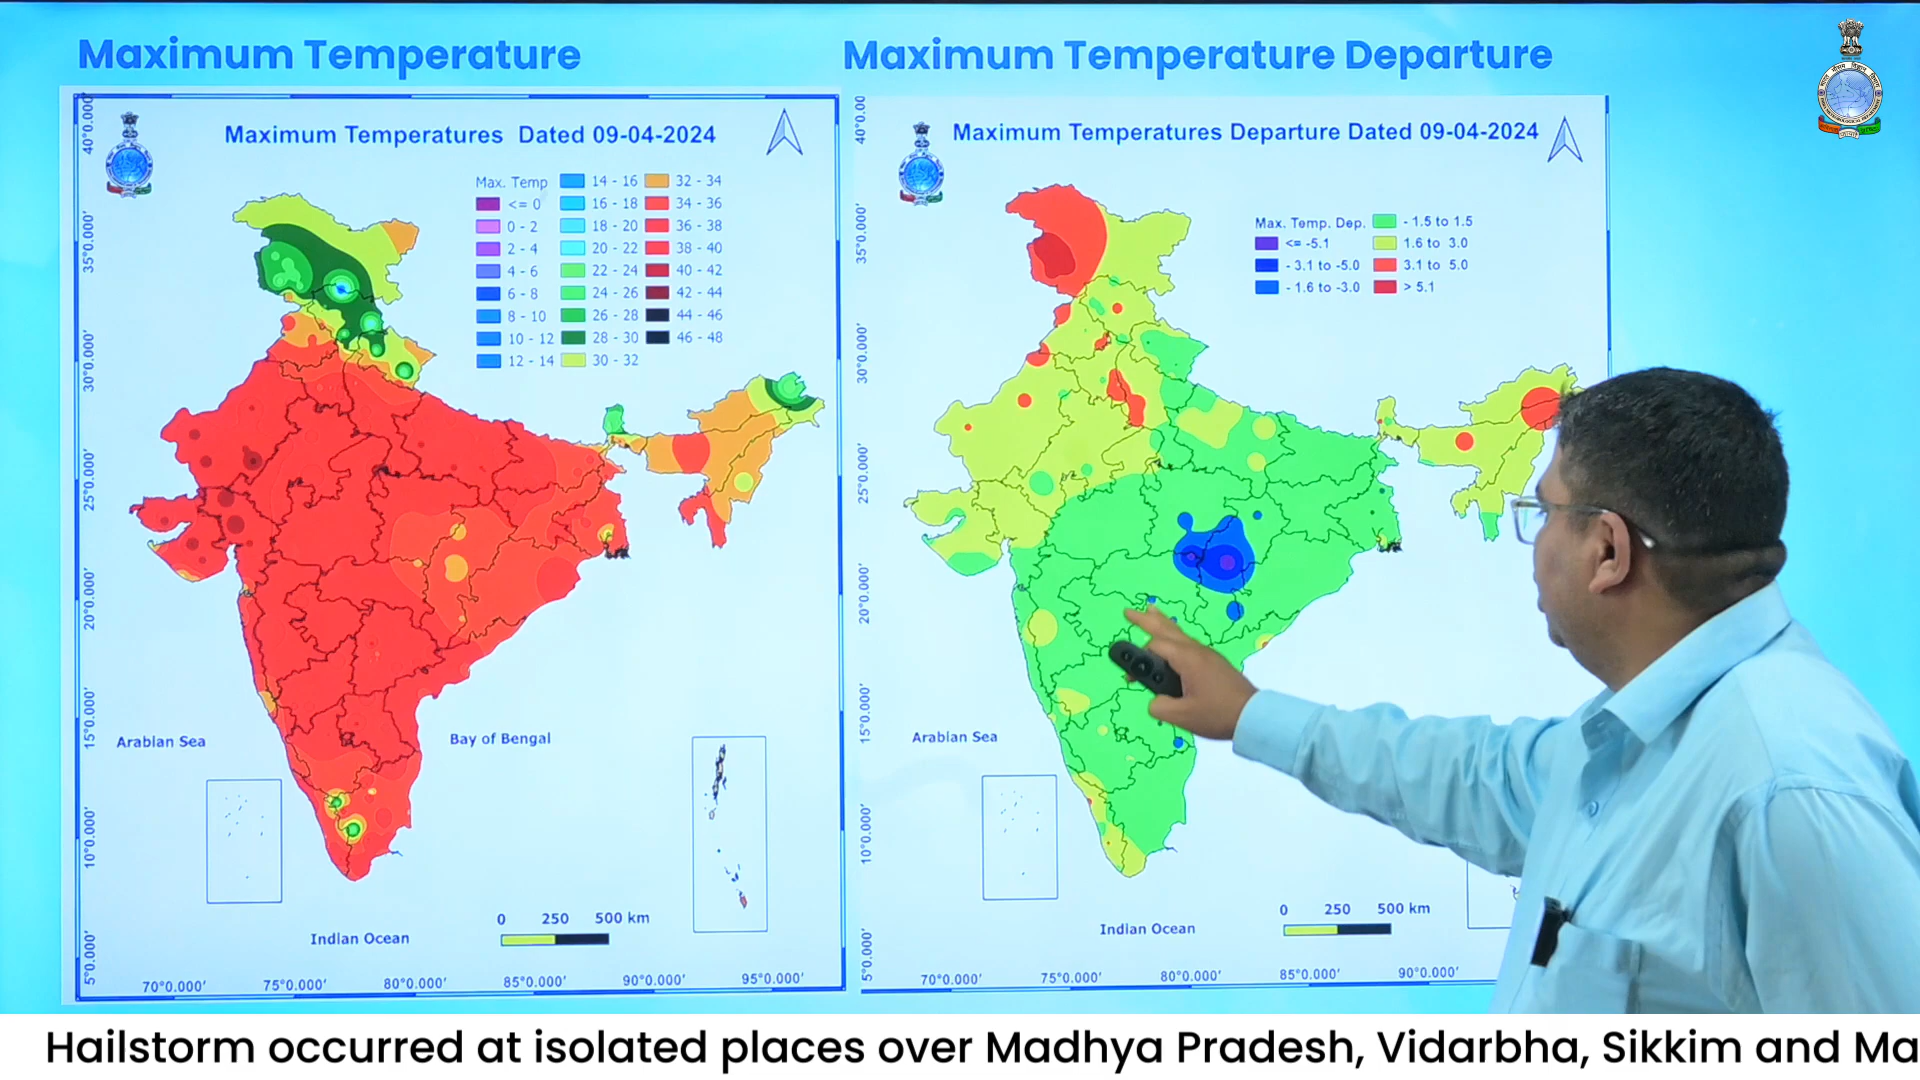 Maximum Temperature
Maximum Temperature Departure
Maximum Temperatures Dated 09-04-2024
Max. Temp
<= 0
0 - 2
2 - 4
4 - 6
6 - 8
8 - 10
10 - 12
12 - 14
14 - 16
16 - 18
18 - 20
20 - 22
22 - 24
24 - 26
26 - 28
28 - 30
30 - 32
32 - 34
34 - 36
36 - 38
38 - 40
40 - 42
42 - 44
44 - 46
46 - 48
40°0.000'
35°0.000'
30°0.000'
25°0.000'
20°0.000'
15°0.000'
10°0.000'
5°0.000'
Arabian Sea
Bay of Bengal
Indian Ocean
0 250 500 km
70°0.000' 75°0.000' 80°0.000' 85°0.000' 90°0.000' 95°0.000'
Maximum Temperatures Departure Dated 09-04-2024
Max. Temp. Dep.
<= -5.1
- 3.1 to -5.0
- 1.6 to -3.0
- 1.5 to 1.5
1.6 to 3.0
3.1 to 5.0
> 5.1
40°0.00
35°0.000'
30°0.000'
25°0.000'
20°0.000'
15°0.000'
10°0.000'
5°0.000'
Arabian Sea
Indian Ocean
0 250 500 km
70°0.000' 75°0.000' 80°0.000' 85°0.000' 90°0.000'
Hailstorm occurred at isolated places over Madhya Pradesh, Vidarbha, Sikkim and Ma